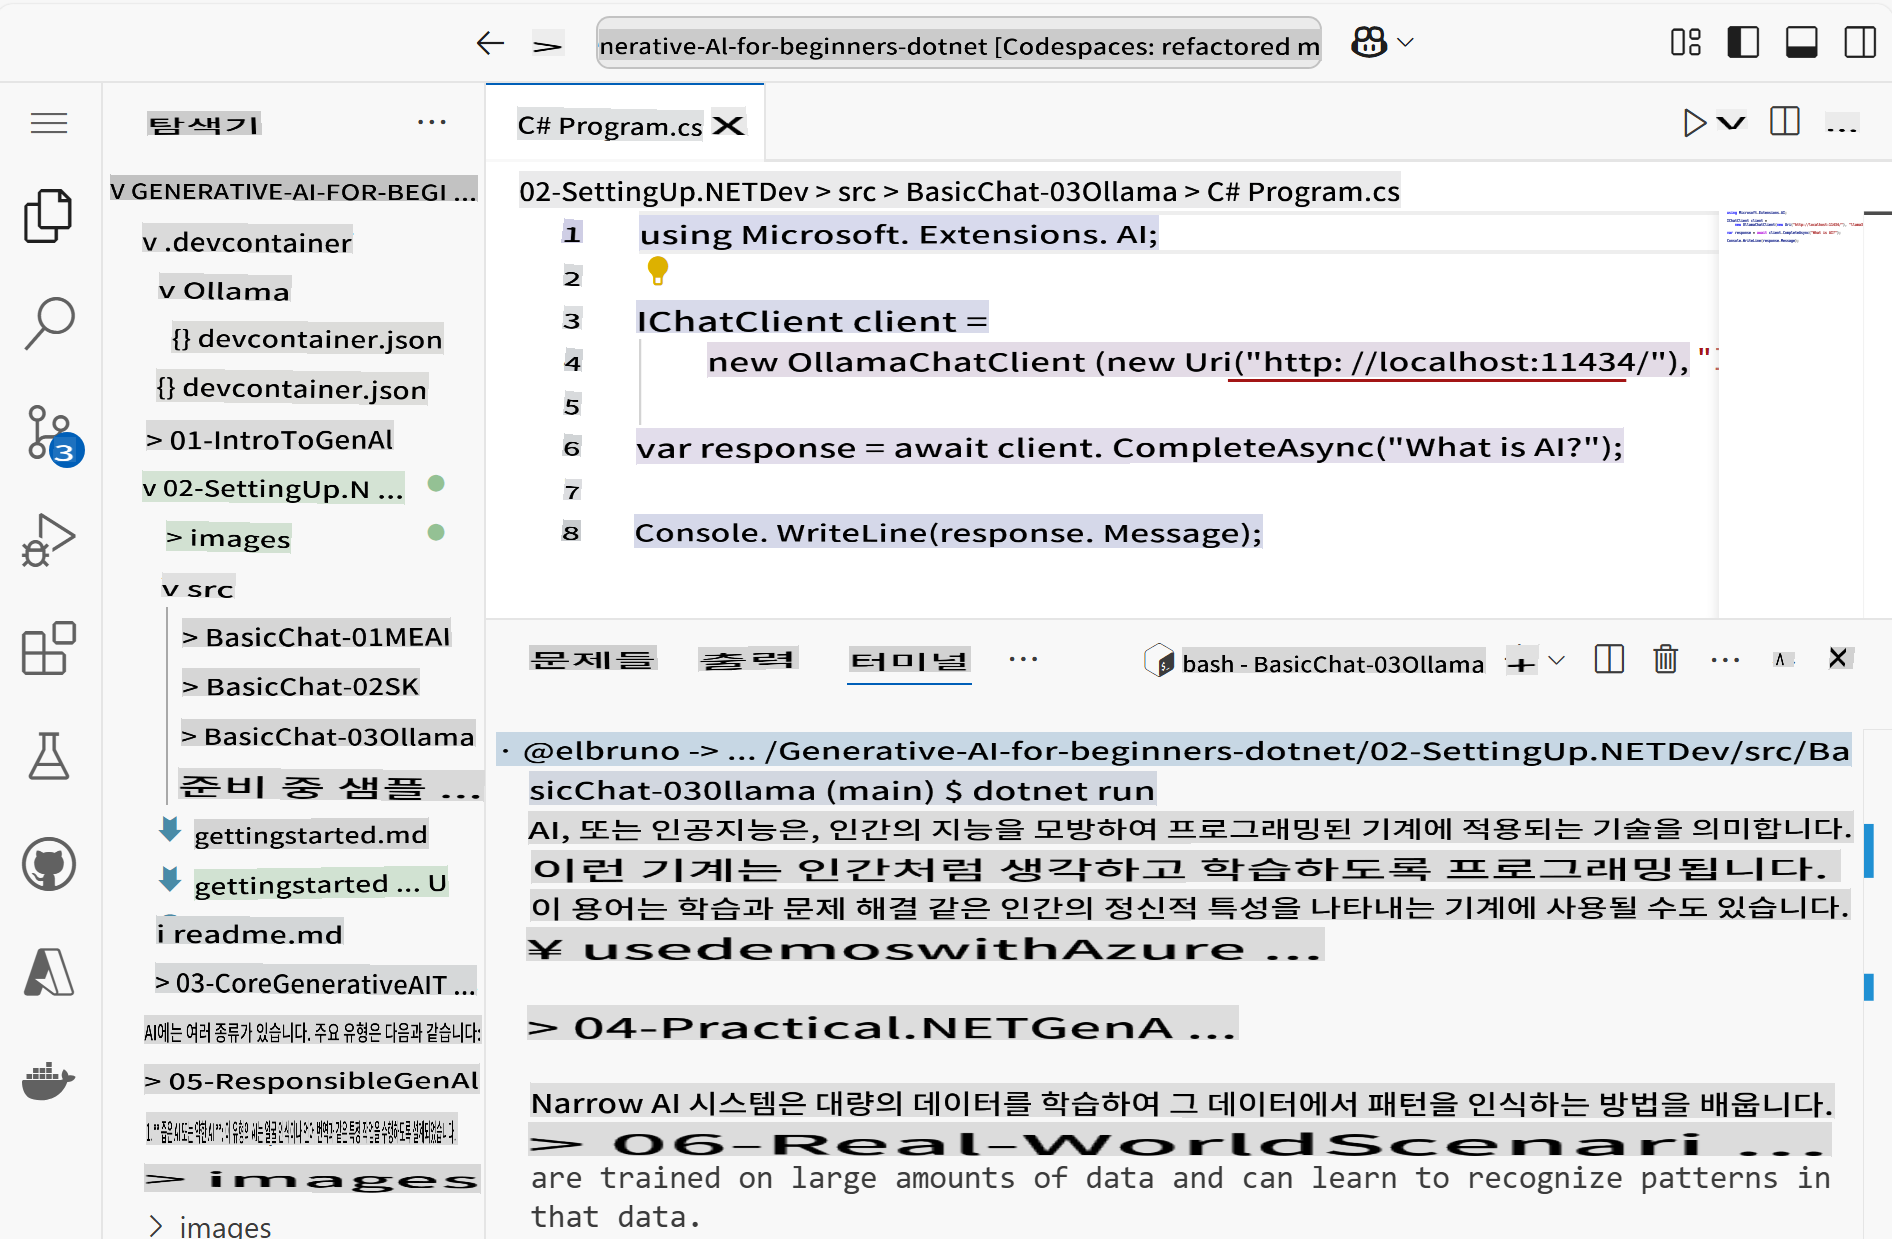 nerative-AI-for-beginners-dotnet [Codespaces: refactored m
탐색기 ...
V GENERATIVE-AI-FOR-BEGI ...
v .devcontainer
v Ollama
{} devcontainer.json
{} devcontainer.json
> 01-IntroToGenAl
v 02-SettingUp.N ...
> images
v src
> BasicChat-01MEAI
> BasicChat-02SK
> BasicChat-03Ollama
준비 중 샘플 ...
gettingstarted.md
gettingstarted ... U
i readme.md
> 03-CoreGenerativeAIT ...
AI에는 여러 종류가 있습니다. 주요 유형은 다음과 같습니다:
> 05-ResponsibleGenAl
> images
> images
3
C# Program.cs X
02-SettingUp.NETDev > src > BasicChat-03Ollama > C# Program.cs
1 using Microsoft. Extensions. AI;
2
3 IChatClient client =
4 new OllamaChatClient (new Uri("http: //localhost:11434/"), "
5
6 var response = await client. CompleteAsync("What is AI?");
7
8 Console. WriteLine(response. Message);
문제들 출력 터미널 ... bash - BasicChat-03Ollama
· @elbruno -> ... /Generative-AI-for-beginners-dotnet/02-SettingUp.NETDev/src/Ba
sicChat-030llama (main) $ dotnet run
AI, 또는 인공지능은, 인간의 지능을 모방하여 프로그래밍된 기계에 적용되는 기술을 의미합니다.
이런 기계는 인간처럼 생각하고 학습하도록 프로그래밍됩니다.
이 용어는 학습과 문제 해결 같은 인간의 정신적 특성을 나타내는 기계에 사용될 수도 있습니다.
¥ usedemoswithAzure ...
> 04-Practical.NETGenA ...
Narrow AI 시스템은 대량의 데이터를 학습하여 그 데이터에서 패턴을 인식하는 방법을 배웁니다.
> 06-Real-WorldScenari ...
are trained on large amounts of data and can learn to recognize patterns in
that data.